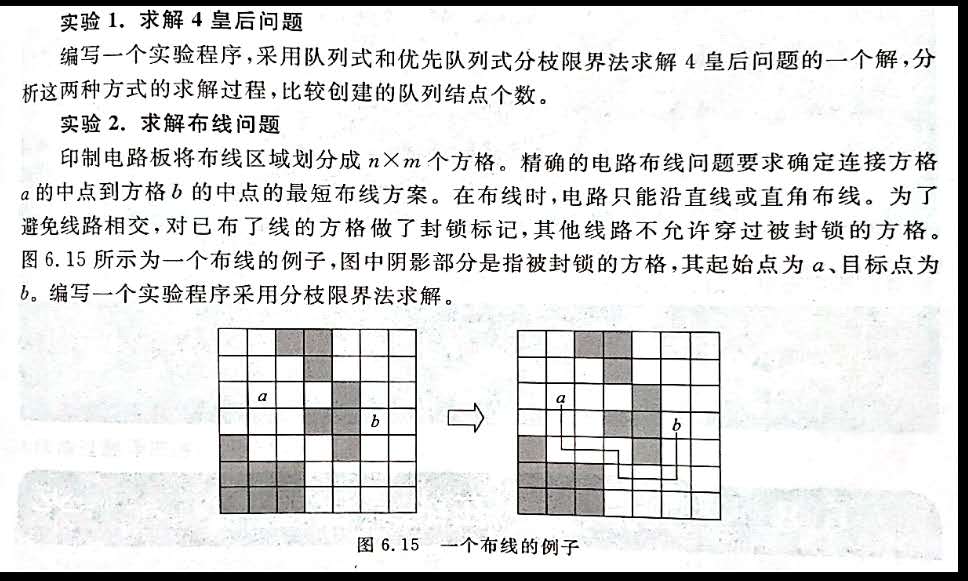 实验 1. 求解 4 皇后问题
编写一个实验程序,采用队列式和优先队列式分枝限界法求解 4 皇后问题的一个解,分
析这两种方式的求解过程,比较创建的队列结点个数。
实验 2. 求解布线问题
印制电路板将布线区域划分成 n×m 个方格。精确的电路布线问题要求确定连接方格
a 的中点到方格 b 的中点的最短布线方案。在布线时,电路只能沿直线或直角布线。为了
避免线路相交,对已布了线的方格做了封锁标记,其他线路不允许穿过被封锁的方格。
图 6.15 所示为一个布线的例子,图中阴影部分是指被封锁的方格,其起始点为 a、目标点为
b。编写一个实验程序采用分枝限界法求解。
a
b
a
b
图 6.15 一个布线的例子